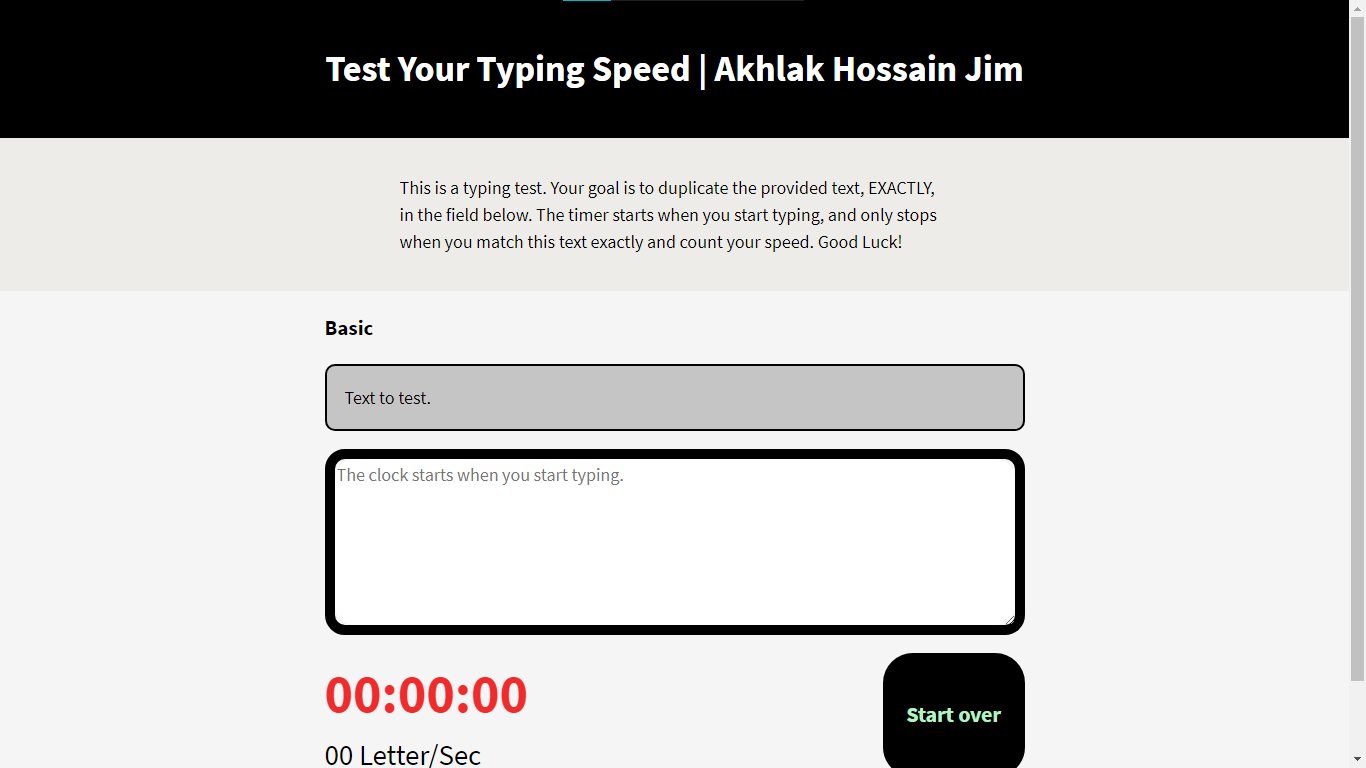 Test Your Typing Speed | Akhlak Hossain Jim
This is a typing test. Your goal is to duplicate the provided text, EXACTLY,
in the field below. The timer starts when you start typing, and only stops
when you match this text exactly and count your speed. Good Luck!
Basic
Text to test.
The clock starts when you start typing.
00:00:00
Start over
00 Letter/Sec